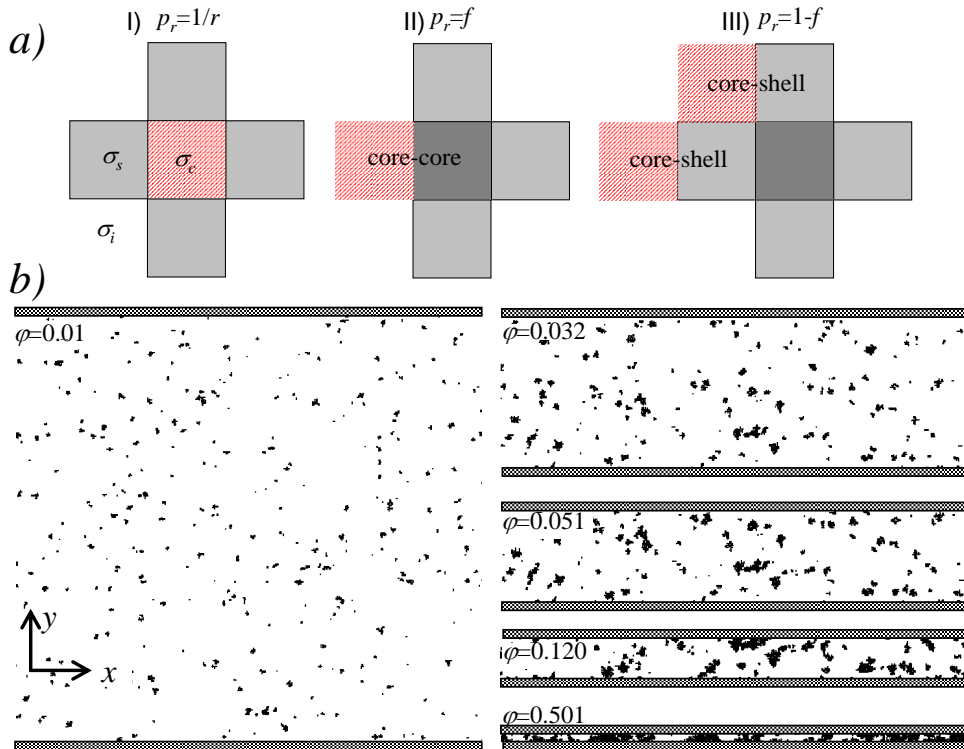 a)
I) p_r=1/r
II) p_r=f
III) p_r=1-f
core-shell
σ_s
σ_c
core-core
core-shell
σ_i
b)
φ=0.01
φ=0.032
φ=0.051
φ=0.120
φ=0.501
y
x